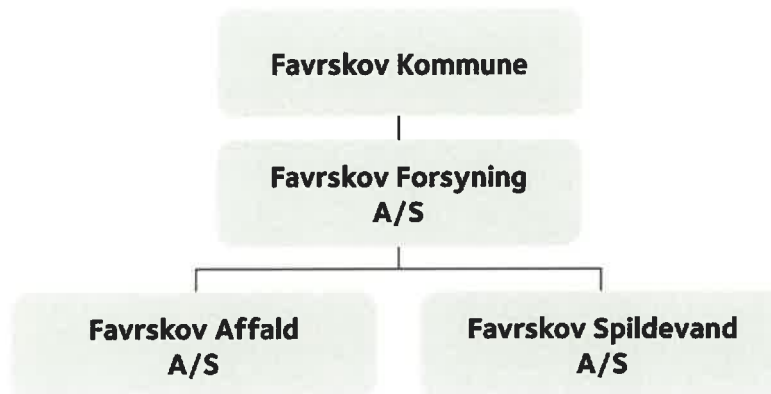 Favrskov Kommune
Favrskov Forsyning
A/S
Favrskov Affald
A/S
Favrskov Spildevand
A/S